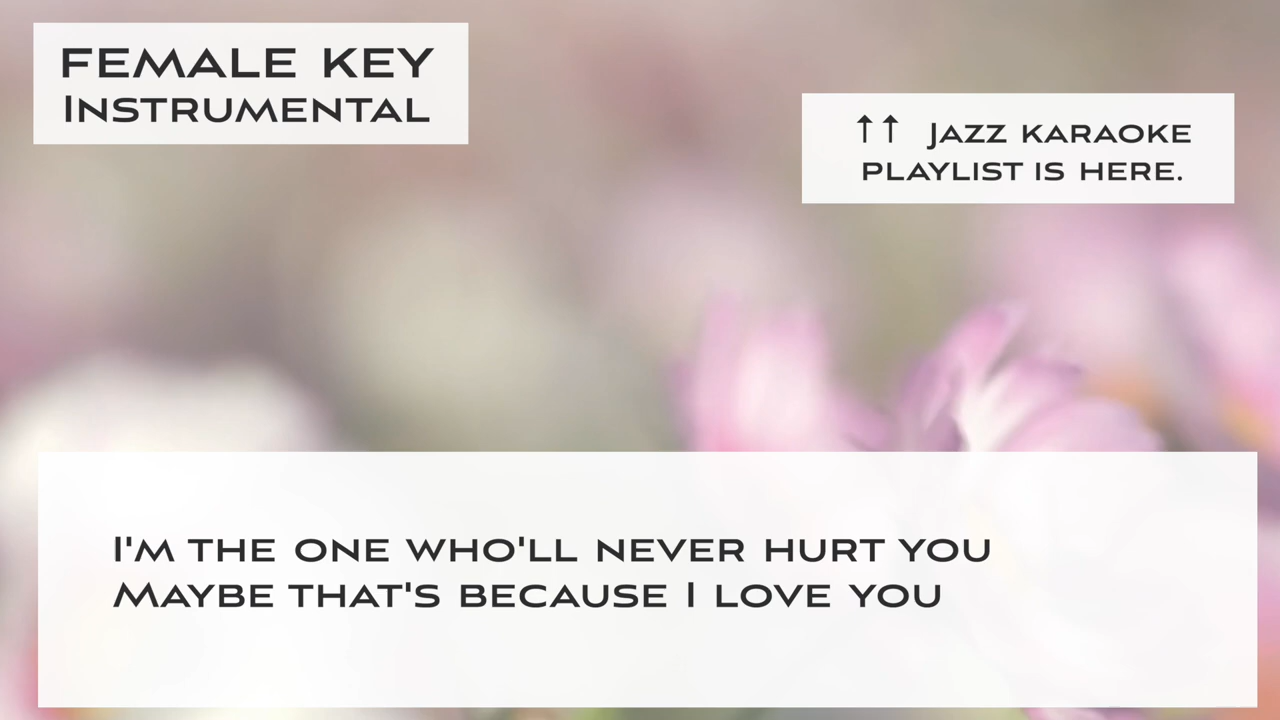 FEMALE KEY
INSTRUMENTAL
↑↑ JAZZ KARAOKE
PLAYLIST IS HERE.
I'M THE ONE WHO'LL NEVER HURT YOU
MAYBE THAT'S BECAUSE I LOVE YOU